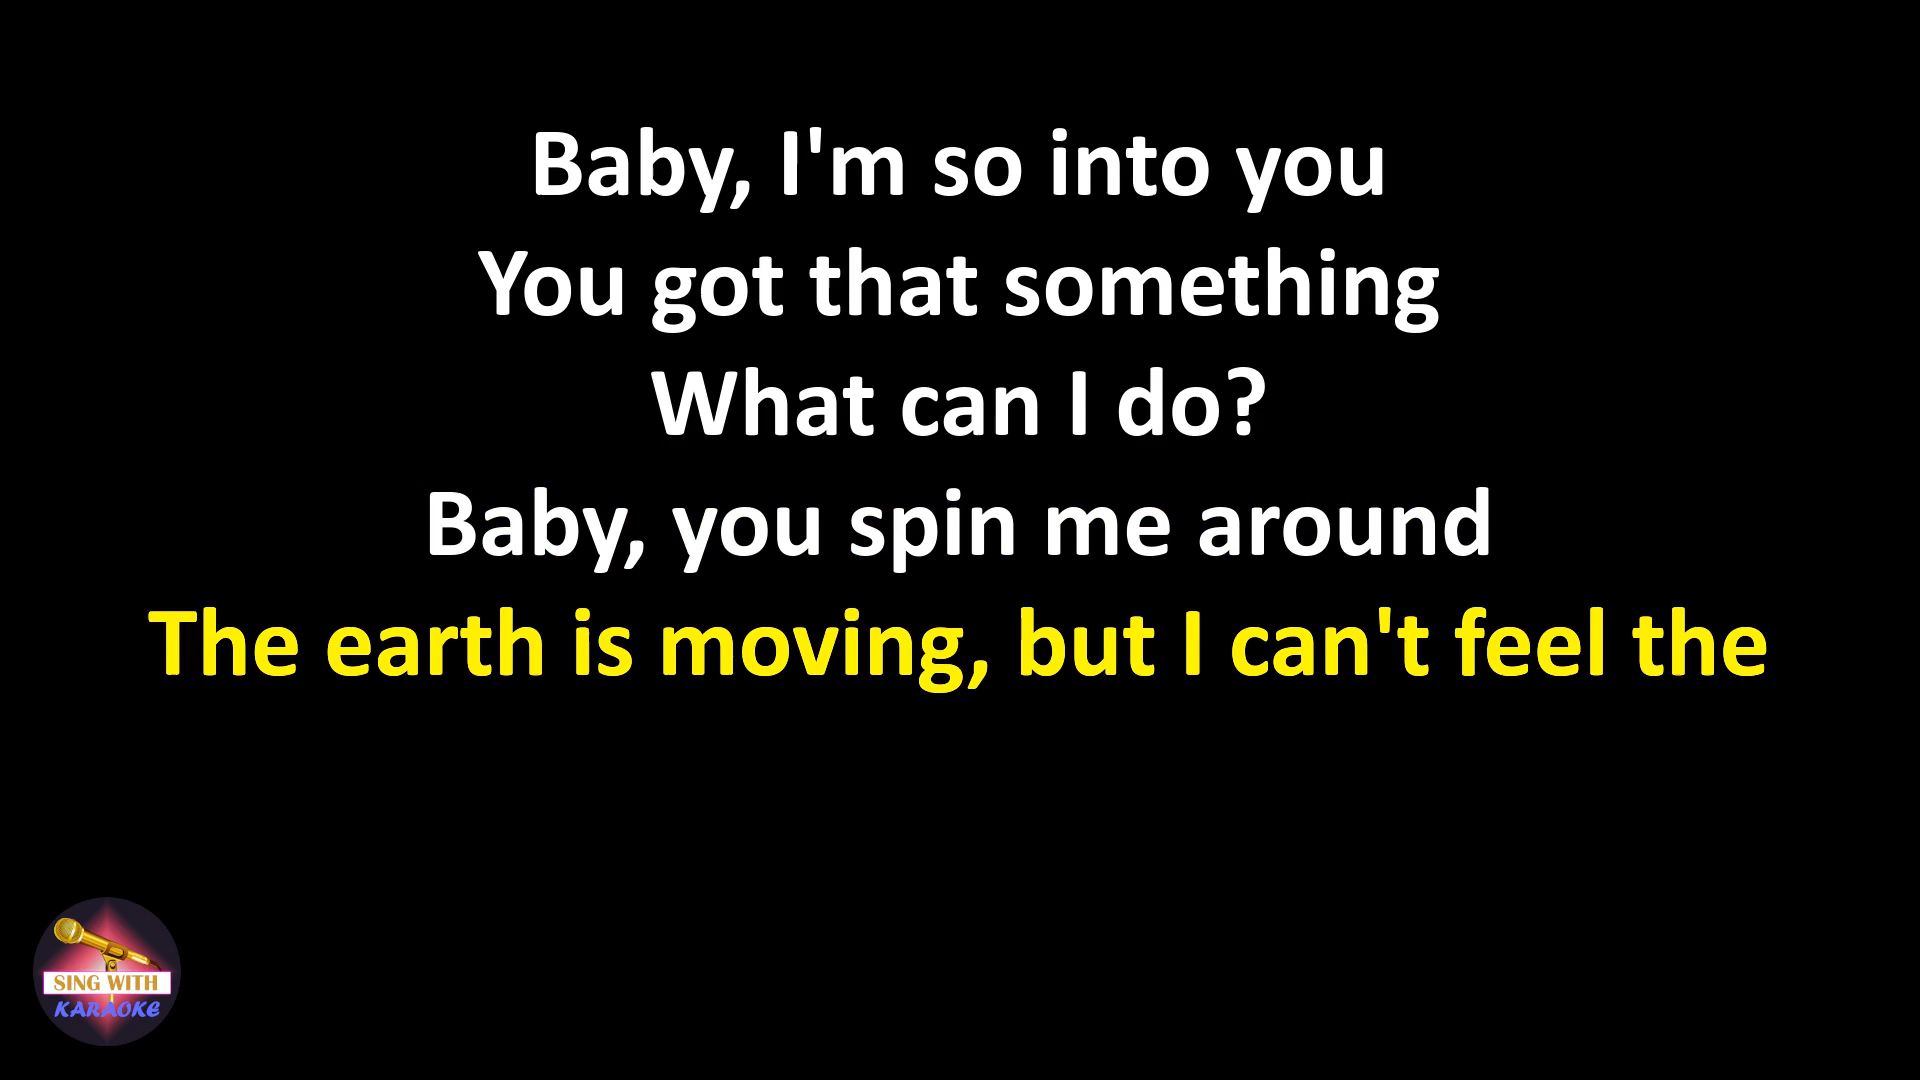 Baby, I'm so into you
You got that something
What can I do?
Baby, you spin me around
The earth is moving, but I can't feel the
SING WITH
KARAOKE